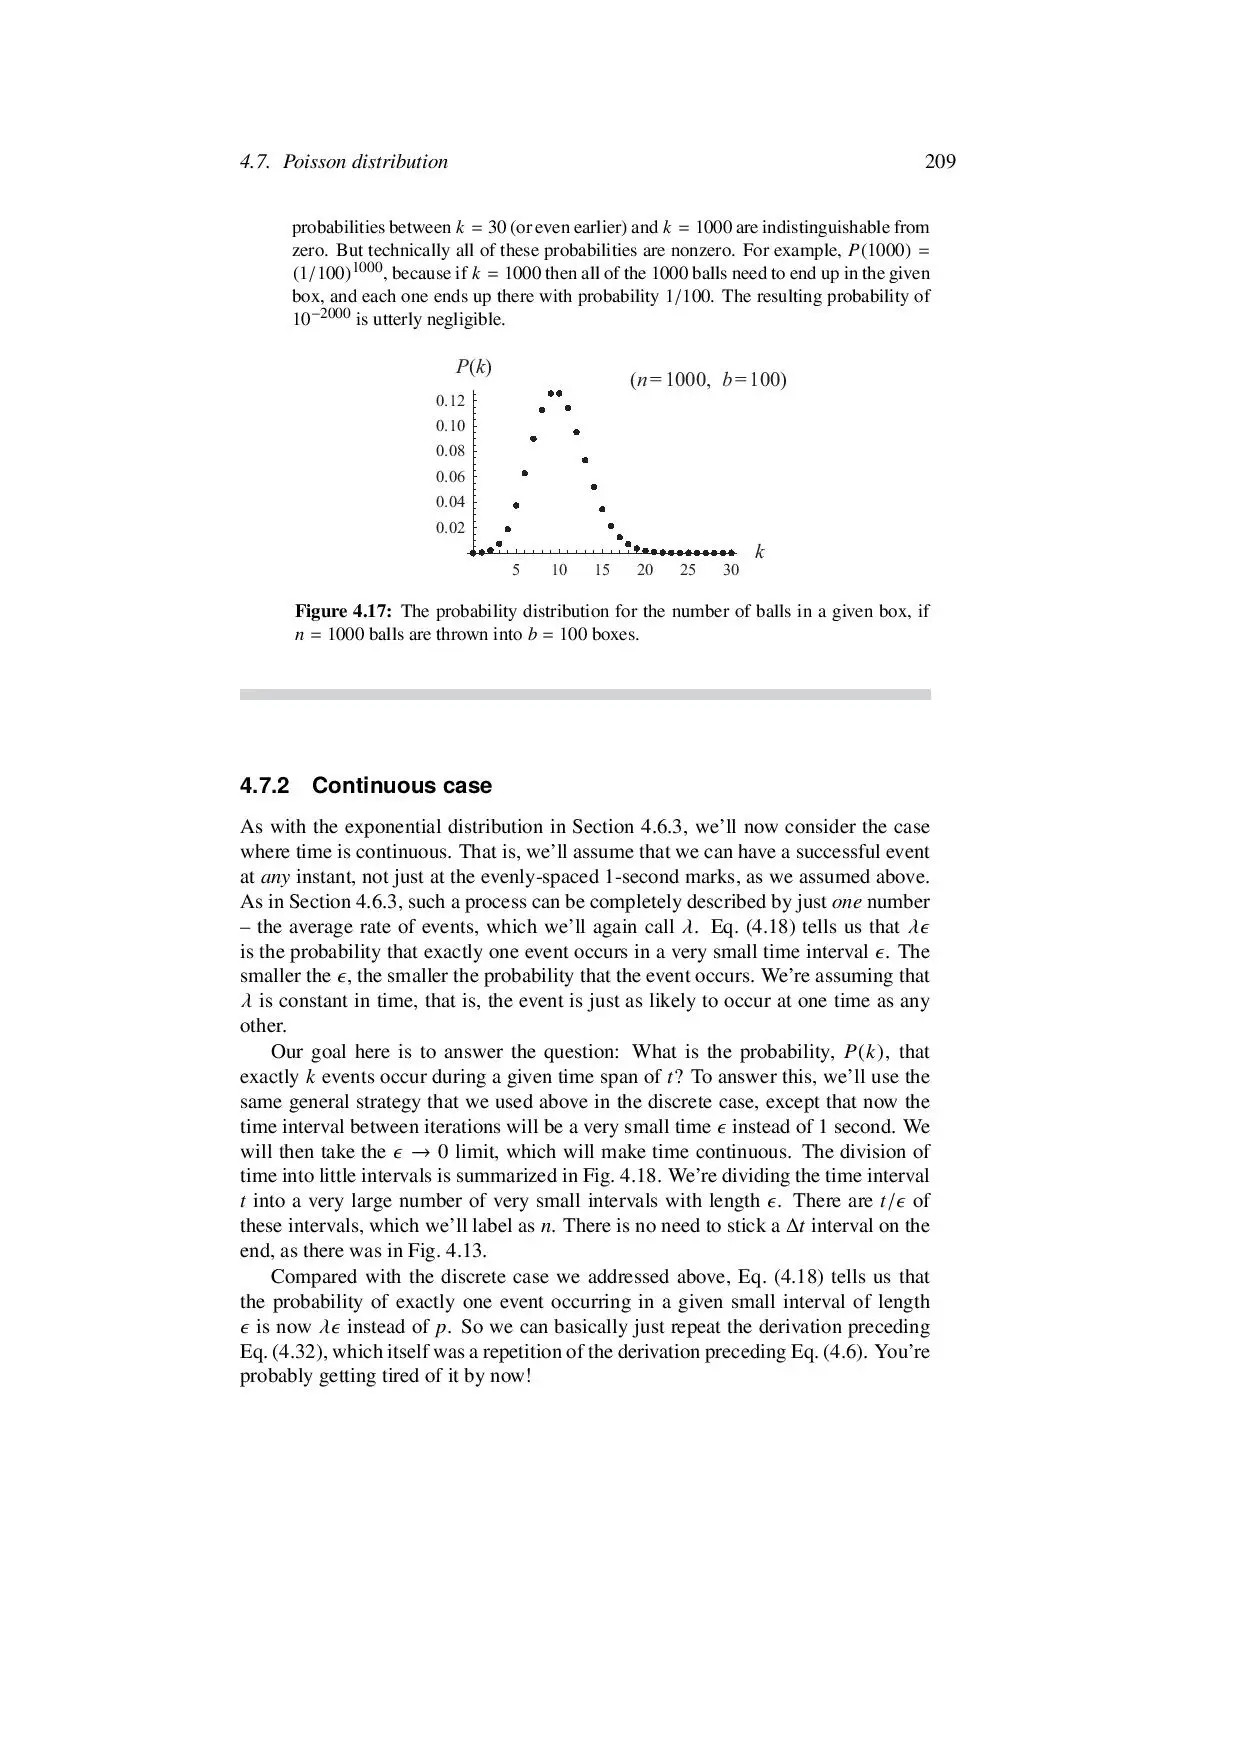 4.7. Poisson distribution 209
probabilities between k = 30 (or even earlier) and k = 1000 are indistinguishable from
zero. But technically all of these probabilities are nonzero. For example, P(1000) =
(1/100)^1000, because if k = 1000 then all of the 1000 balls need to end up in the given
box, and each one ends up there with probability 1/100. The resulting probability of
10^−2000 is utterly negligible.
P(k)
(n=1000, b=100)
0.12
0.10
0.08
0.06
0.04
0.02
k
5 10 15 20 25 30
Figure 4.17: The probability distribution for the number of balls in a given box, if
n = 1000 balls are thrown into b = 100 boxes.
4.7.2 Continuous case
As with the exponential distribution in Section 4.6.3, we’ll now consider the case
where time is continuous. That is, we’ll assume that we can have a successful event
at any instant, not just at the evenly-spaced 1-second marks, as we assumed above.
As in Section 4.6.3, such a process can be completely described by just one number
– the average rate of events, which we’ll again call λ. Eq. (4.18) tells us that λϵ
is the probability that exactly one event occurs in a very small time interval ϵ. The
smaller the ϵ, the smaller the probability that the event occurs. We’re assuming that
λ is constant in time, that is, the event is just as likely to occur at one time as any
other.
Our goal here is to answer the question: What is the probability, P(k), that
exactly k events occur during a given time span of t? To answer this, we’ll use the
same general strategy that we used above in the discrete case, except that now the
time interval between iterations will be a very small time ϵ instead of 1 second. We
will then take the ϵ → 0 limit, which will make time continuous. The division of
time into little intervals is summarized in Fig. 4.18. We’re dividing the time interval
t into a very large number of very small intervals with length ϵ. There are t/ϵ of
these intervals, which we’ll label as n. There is no need to stick a Δt interval on the
end, as there was in Fig. 4.13.
Compared with the discrete case we addressed above, Eq. (4.18) tells us that
the probability of exactly one event occurring in a given small interval of length
ϵ is now λϵ instead of p. So we can basically just repeat the derivation preceding
Eq. (4.32), which itself was a repetition of the derivation preceding Eq. (4.6). You’re
probably getting tired of it by now!